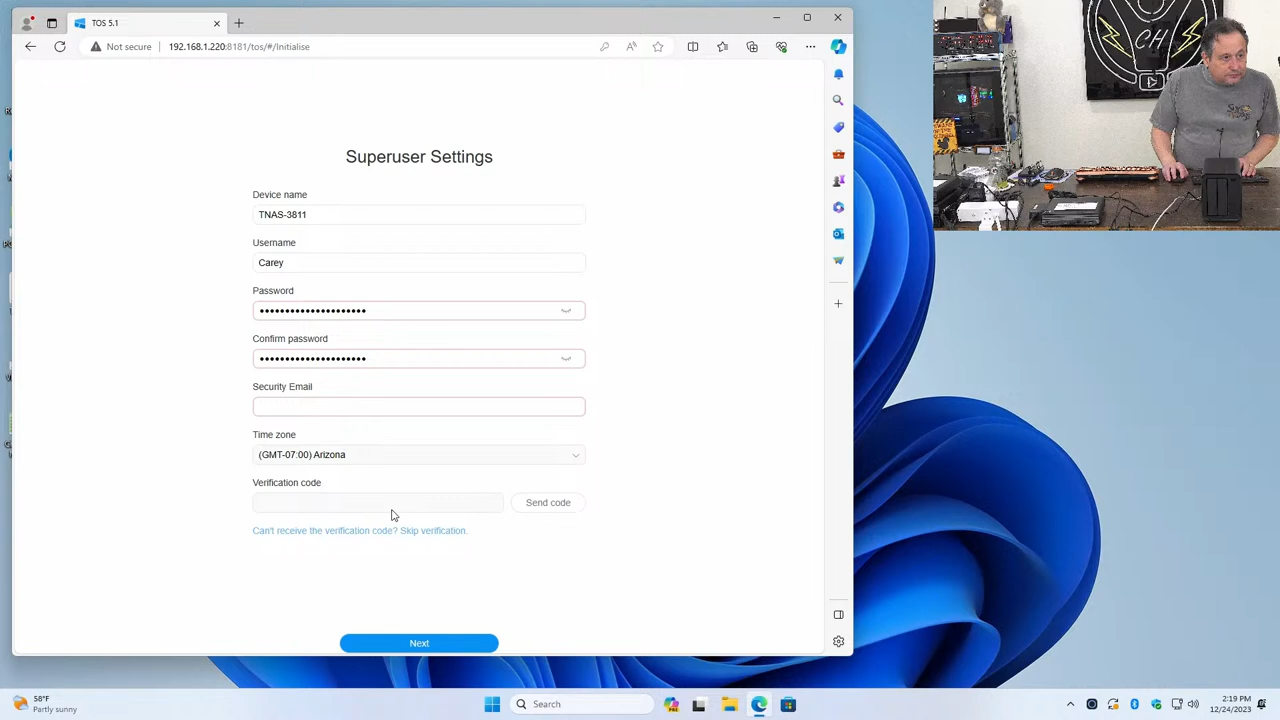 TOS 5.1
Not secure
192.168.1.220:8181/tos/#/Initialise
Superuser Settings
Device name
TNAS-3811
Username
Carey
Password
•••••••••••••••••••••
Confirm password
•••••••••••••••••••••
Security Email
Time zone
(GMT-07:00) Arizona
Verification code
Send code
Can't receive the verification code? Skip verification.
Next
CH
58°F
Partly sunny
Search
2:19 PM
12/24/2023